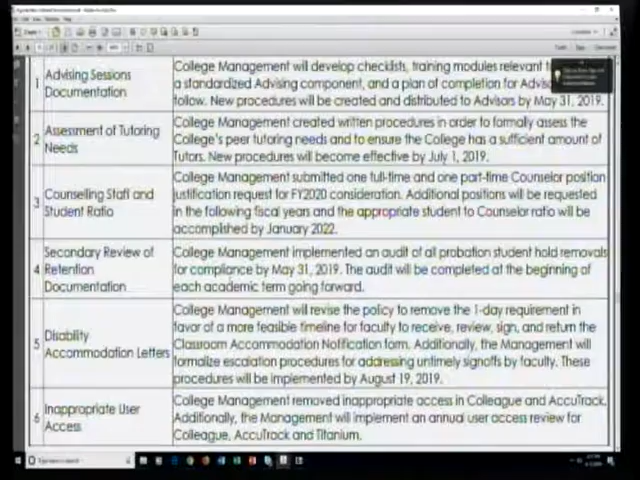 1 Advising Sessions Documentation
College Management will develop checklists, training modules relevant
a standardized Advising component, and a plan of completion for
follow. New procedures will be created and distributed to Advisors by May 31, 2019.
2 Assessment of Tutoring Needs
College Management created written procedures in order to formally assess the
College's peer tutoring needs and to ensure the College has a sufficient amount of
Tutors. New procedures will become effective by July 1, 2019.
3 Counselling Staff and Student Ratio
College Management submitted one full-time and one part-time Counselor position
justification request for FY2020 consideration. Additional positions will be requested
in the following fiscal years and the appropriate student to Counselor ratio will be
accomplished by January 2022.
4 Secondary Review of Retention Documentation
College Management implemented an audit of all probation student hold removals
for compliance by May 31, 2019. The audit will be completed at the beginning of
each academic term going forward.
5 Disability Accommodation Letters
College Management will revise the policy to remove the 1-day requirement in
favor of a more feasible timeline for faculty to receive, review, sign, and return the
Classroom Accommodation Notification form. Additionally, the Management will
formalize escalation procedures for addressing untimely signoffs by faculty. These
procedures will be implemented by August 19, 2019.
6 Inappropriate User Access
College Management removed inappropriate access in Colleague and AccuTrack.
Additionally, the Management will implement an annual user access review for
Colleague, AccuTrack and Titanium.